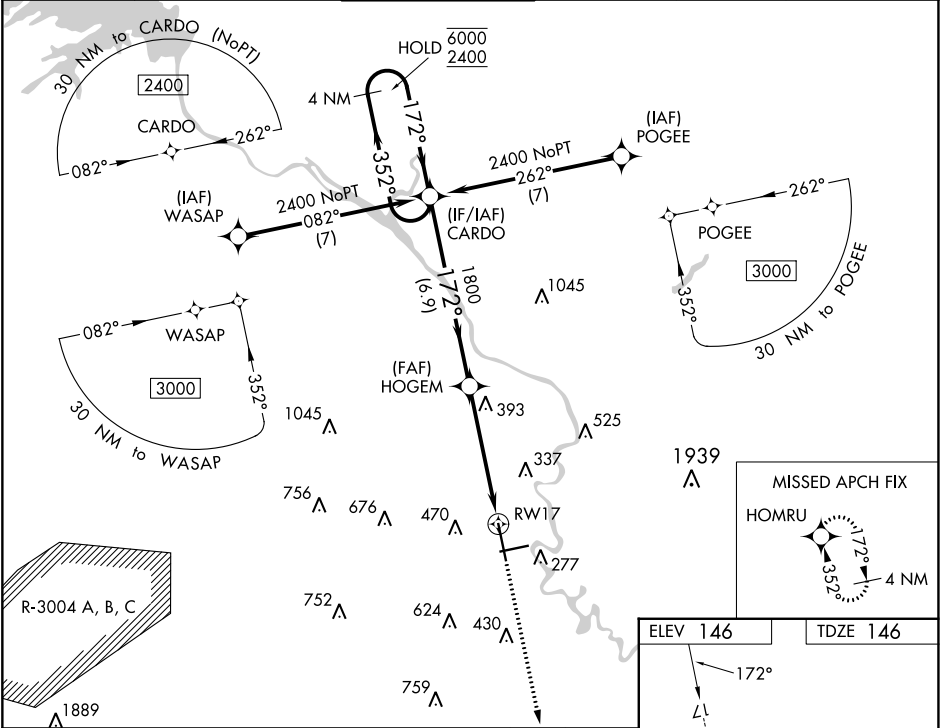 30 NM to CARDO (NoPT)
2400
CARDO
082°
262°
HOLD 6000
2400
4 NM
172°
352°
(IAF)
POGEE
2400 NoPT
262°
(7)
(IAF)
WASAP
2400 NoPT
082°
(7)
(IF/IAF)
CARDO
262°
POGEE
3000
352°
30 NM to POGEE
1800
172°
(6.9)
1045
082°
WASAP
3000
352°
30 NM to WASAP
(FAF)
HOGEM
393
1045
525
337
1939
756
676
470
RW17
277
MISSED APCH FIX
HOMRU
172°
352°
4 NM
R-3004 A, B, C
752
624
430
759
1889
ELEV 146
TDZE 146
172°
17